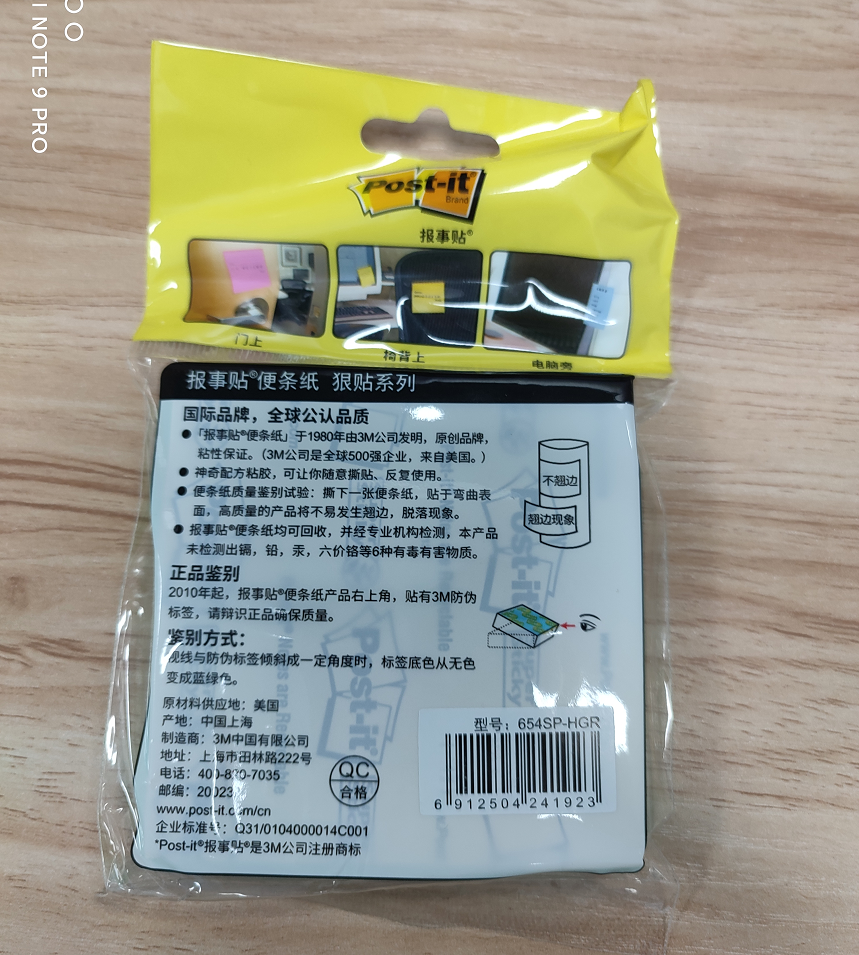 NOTE 9 PRO
Post-it
Brand
报事贴®
门上
椅背上
电脑旁
报事贴®便条纸 狠贴系列
国际品牌，全球公认品质
●「报事贴®便条纸」于1980年由3M公司发明，原创品牌，
粘性保证。（3M公司是全球500强企业，来自美国。）
● 神奇配方粘胶，可让你随意撕贴、反复使用。
● 便条纸质量鉴别试验：撕下一张便条纸，贴于弯曲表
面，高质量的产品将不易发生翘边，脱落现象。
● 报事贴®便条纸均可回收，并经专业机构检测，本产品
未检测出镉，铅，汞，六价铬等6种有毒有害物质。
不翘边
翘边现象
正品鉴别
2010年起，报事贴®便条纸产品右上角，贴有3M防伪
标签，请辩识正品确保质量。
鉴别方式：
视线与防伪标签倾斜成一定角度时，标签底色从无色
变成蓝绿色。
原材料供应地：美国
产地：中国上海
制造商：3M中国有限公司
地址：上海市田林路222号
电话：400-820-7035
邮编：20023
www.post-it.com/cn
企业标准号：Q31/0104000014C001
*Post-it®报事贴®是3M公司注册商标
QC
合格
型号：654SP-HGR
6 912504 241923